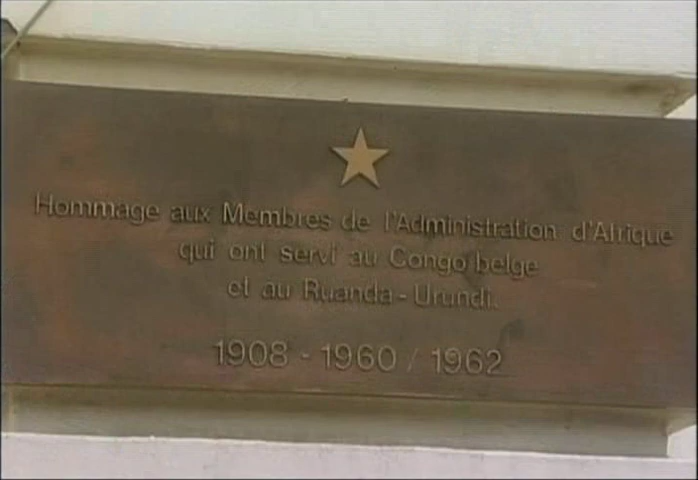 Hommage aux Membres de l'Administration d'Afrique
qui ont servi au Congo belge
et au Ruanda - Urundi.
1908 - 1960 / 1962